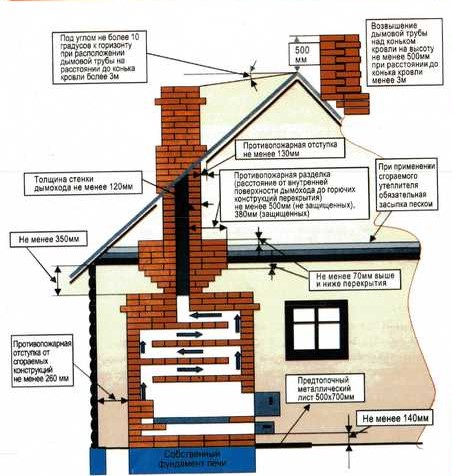 Под углом не более 10
градусов к горизонту
при расположении
дымовой трубы на
расстоянии до конька
кровли более 3м
500
мм
Возвышение
дымовой трубы
над коньком
кровли на высоту
не менее 500мм
при расстоянии до
конька кровли
менее 3м
Противопожарная отступка
не менее 130мм
Толщина стенки
дымохода не менее 120мм
Противопожарная разделка
(расстояние от внутренней
поверхности дымохода до горючих
конструкций перекрытия)
не менее 500мм (не защищенных),
380мм (защищенных)
При применении
сгораемого
утеплителя
обязательная
засыпка песком
Не менее 350мм
Не менее 70мм выше
и ниже перекрытия
Противопожарная
отступка от
сгораемых
конструкций
не менее 260 мм
Предтопочный
металлический
лист 500х700мм
Не менее 140мм
Собственный
фундамент печи